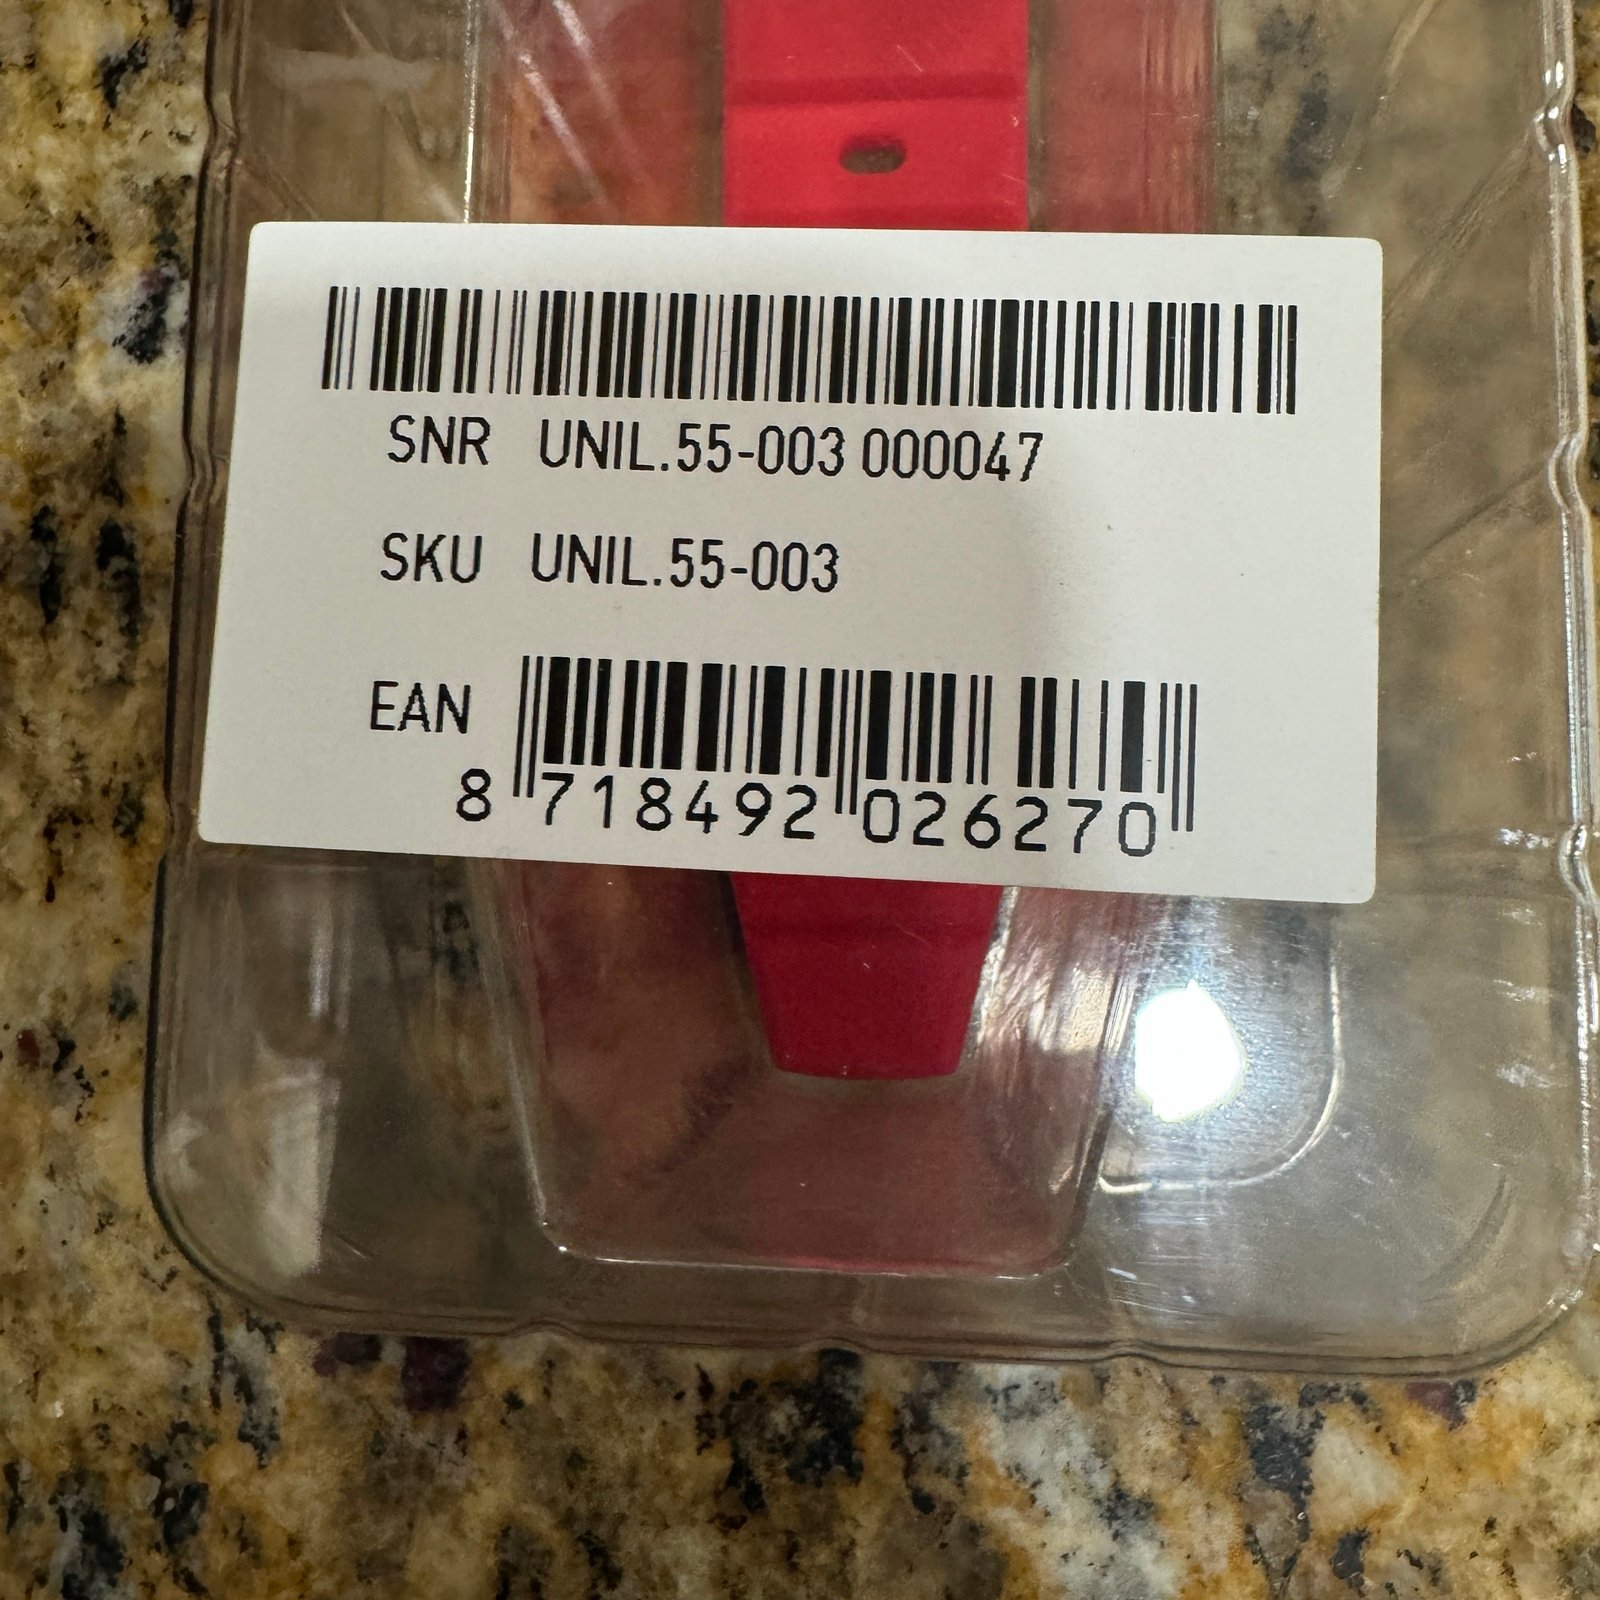 SNR UNIL.55-003 000047
SKU UNIL.55-003
EAN
8 718492 026270